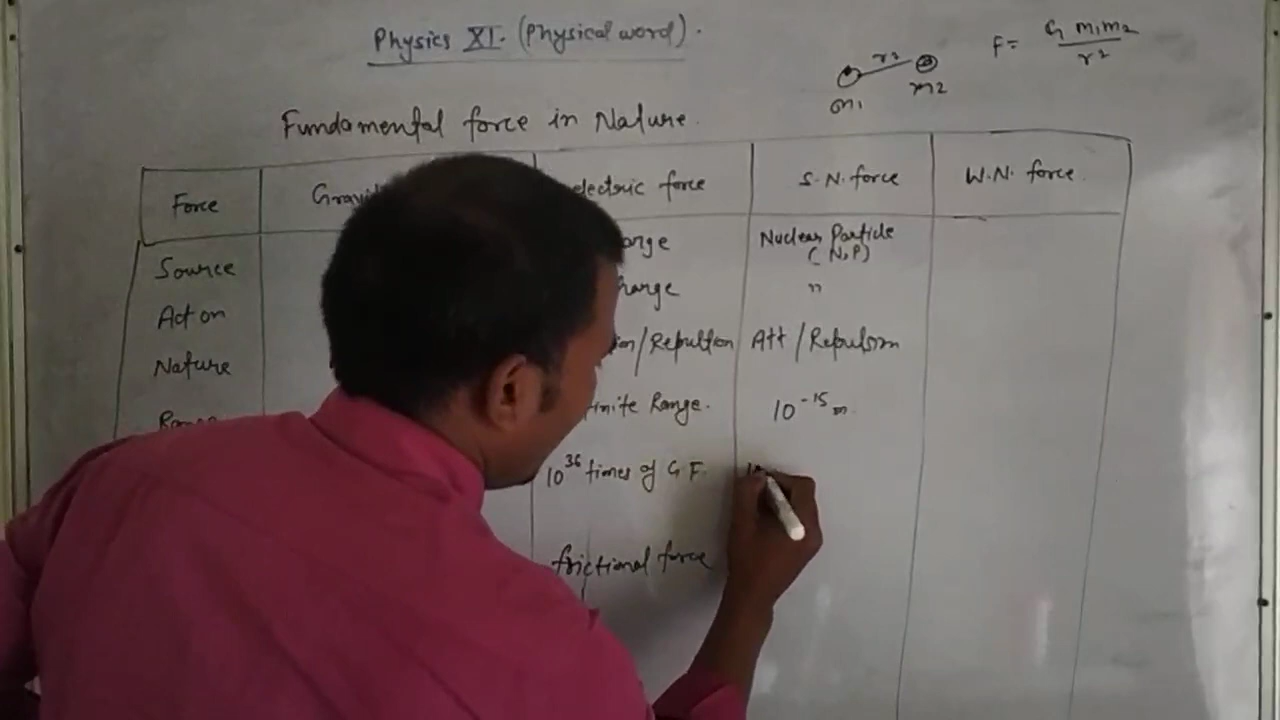 Physics XI. (Physical word).
F = G m1m2 / r²
r²
m1 m2
Fundamental force in Nature.
Force electric force S.N. force W.N. force
Source Nuclear Particle
(N,P)
Act on "
Nature /Repultion Att / Repulsion
Range. 10⁻¹⁵ m.
10³⁶ times of G.F.
frictional force